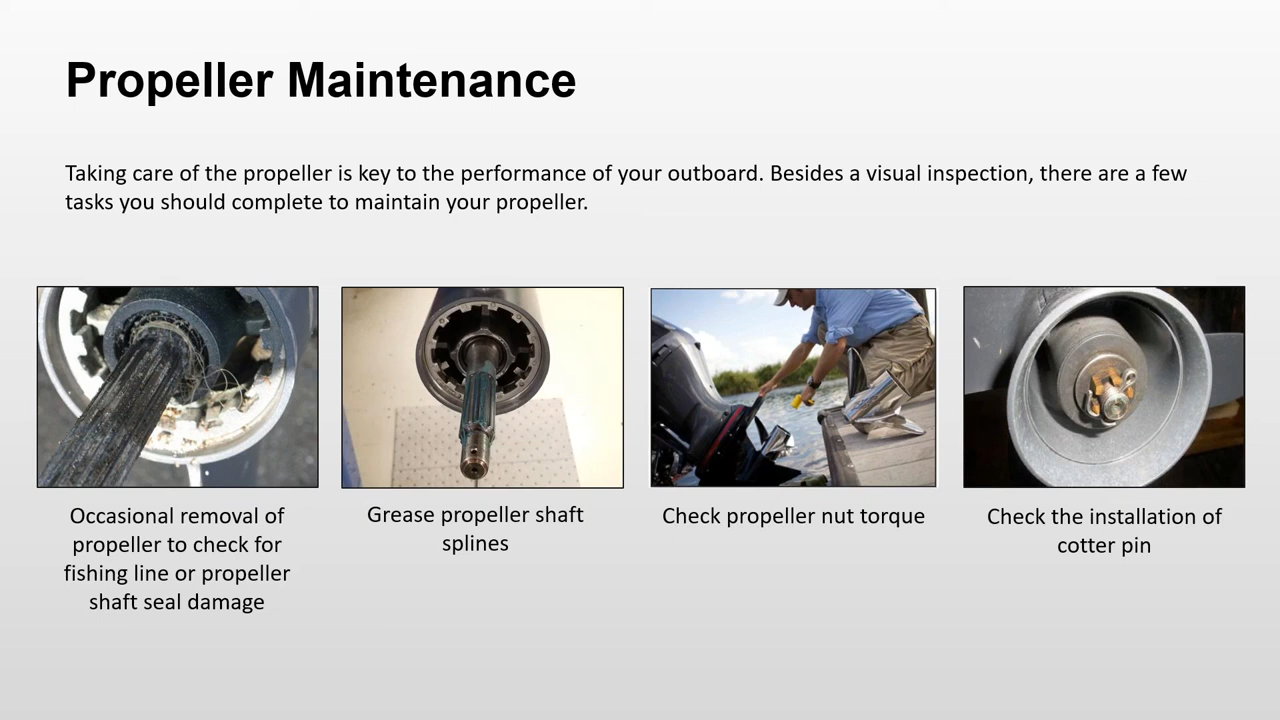 Propeller Maintenance
Taking care of the propeller is key to the performance of your outboard. Besides a visual inspection, there are a few
tasks you should complete to maintain your propeller.
Occasional removal of
propeller to check for
fishing line or propeller
shaft seal damage
Grease propeller shaft
splines
Check propeller nut torque
Check the installation of
cotter pin